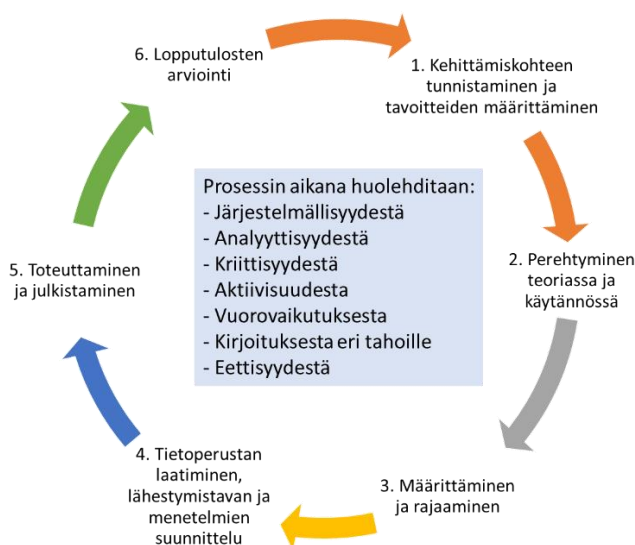 6. Lopputulosten
arviointi
1. Kehittämiskohteen
tunnistaminen ja
tavoitteiden määrittäminen
Prosessin aikana huolehditaan:
- Järjestelmällisyydestä
- Analyyttisyydestä
- Kriittisyydestä
- Aktiivisuudesta
- Vuorovaikutuksesta
- Kirjoituksesta eri tahoille
- Eettisyydestä
2. Perehtyminen
teoriassa ja
käytännössä
3. Määrittäminen
ja rajaaminen
4. Tietoperustan
laatiminen,
lähestymistavan ja
menetelmien
suunnittelu
5. Toteuttaminen
ja julkistaminen